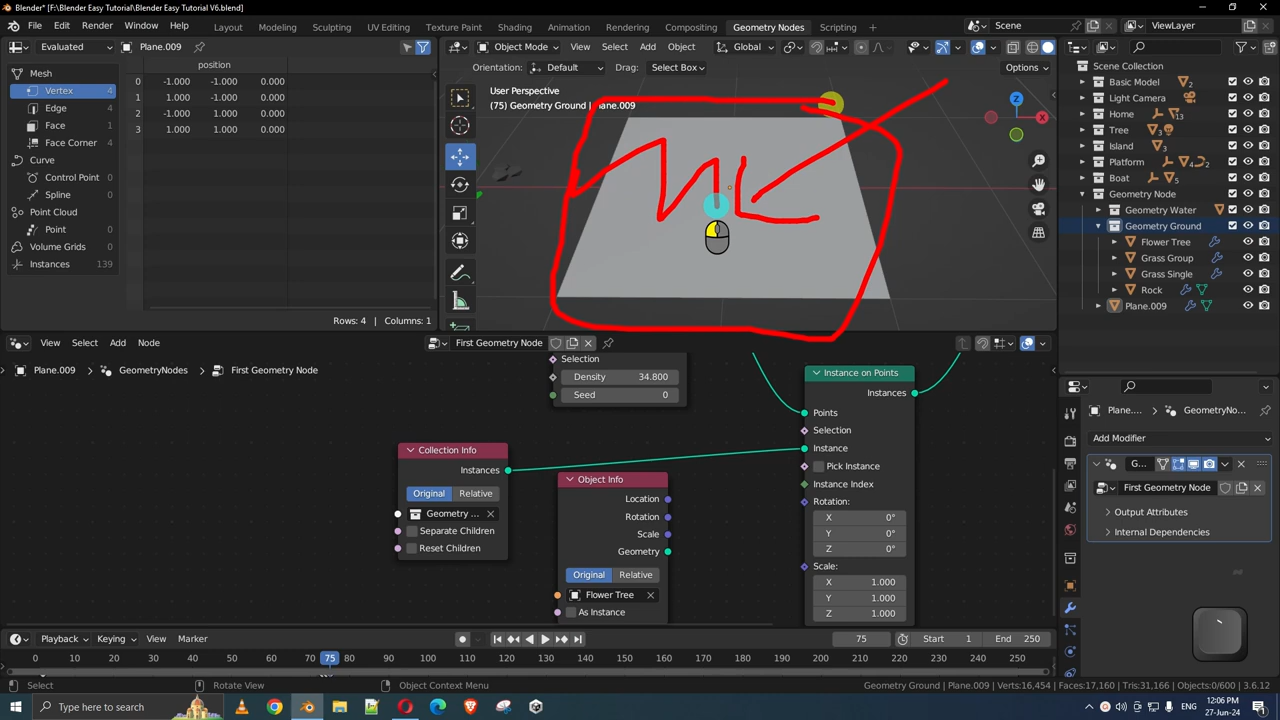 Blender* [F:\Blender Easy Tutorial\Blender Easy Tutorial V6.blend]
File Edit Render Window Help Layout Modeling Sculpting UV Editing Texture Paint Shading Animation Rendering Compositing Geometry Nodes Scene ViewLayer
Evaluated Plane.009
Object Mode View Select Add Object Global
Orientation: Default Drag: Select Box Options
position
Mesh
Vertex 4
Edge 4
Face 1
Face Corner 4
Curve
Control Point 0
Spline 0
Point Cloud
Point 0
Volume Grids 0
Instances 139
0 -1.000 -1.000 0.000
1 1.000 -1.000 0.000
-1.000 1.000 0.000
3 1.000 1.000 0.000
Rows: 4 | Columns: 1
User Perspective
(75) Geometry Ground | Plane.009
Z
X
Scene Collection
Basic Model 2
Light Camera
Home 13
Tree 3
Island 3
Platform 4 2
Boat 5
Geometry Node
Geometry Water
Geometry Ground
Flower Tree
Grass Group
Grass Single
Rock
Plane.009
View Select Add Node First Geometry Node
Plane.009 GeometryNodes First Geometry Node
Selection
Density 34.800
Seed 0
Collection Info
Instances
Original Relative
Geometry ...
Separate Children
Reset Children
Object Info
Location
Rotation
Scale
Geometry
Original Relative
Flower Tree
As Instance
Instance on Points
Instances
Points
Selection
Instance
Pick Instance
Instance Index
Rotation:
X 0°
Y 0°
Z 0°
Scale:
X 1.000
Y 1.000
Z 1.000
Plane.... GeometryNo...
Add Modifier
G...
First Geometry Node
Output Attributes
Internal Dependencies
Playback Keying View Marker 75 Start 1 End 250
0 10 20 30 40 50 60 70 75 80 90 100 110 120 130 140 150 160 170 180 190 200 210 220 230 240 250
Select Rotate View Object Context Menu Geometry Ground | Plane.009 | Verts:16,454 | Faces:17,160 | Tris:31,166 | Objects:0/600 | 3.6.12
Type here to search
12:06 PM
27-Jun-24